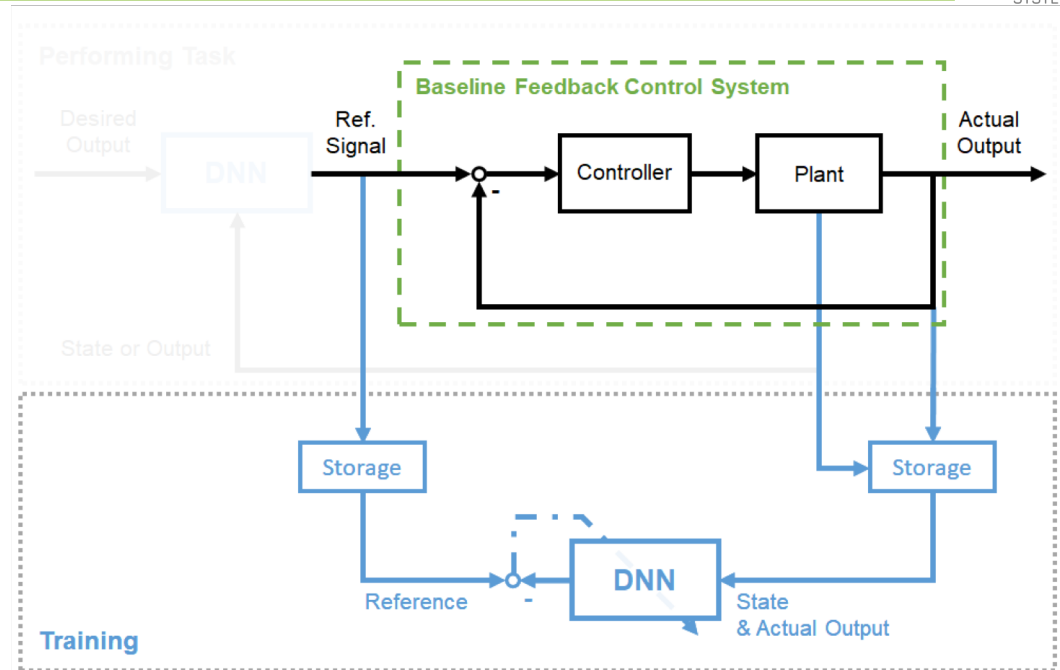 Performing Task
Baseline Feedback Control System
Desired
Output
Ref.
Signal
Actual
Output
DNN
Controller
Plant
-
State or Output
Storage
Storage
DNN
Reference
-
State
& Actual Output
Training